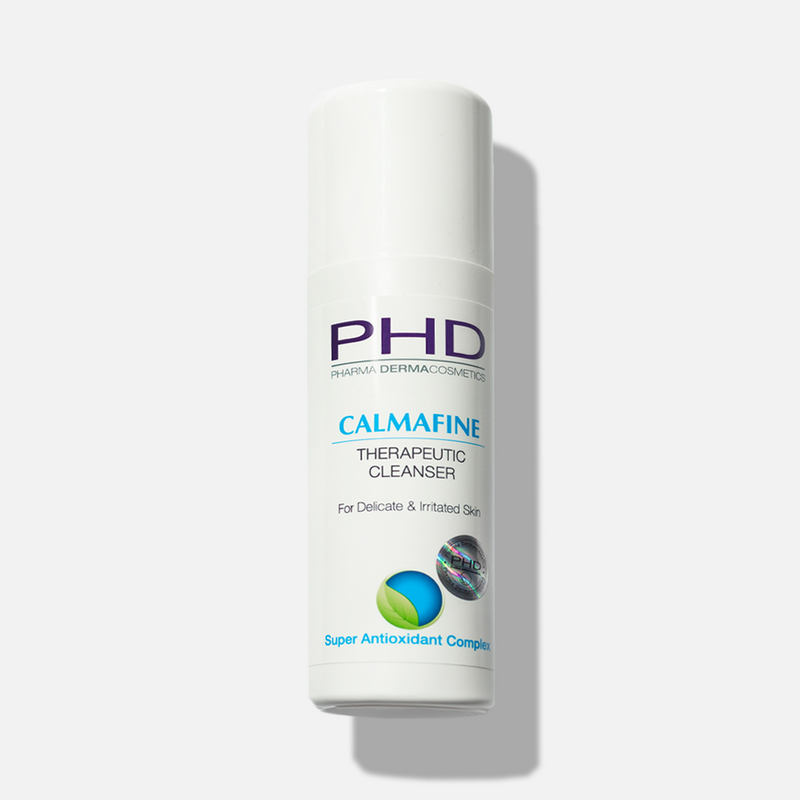 PHD
PHARMA DERMACOSMETICS
CALMAFINE
THERAPEUTIC
CLEANSER
For Delicate & Irritated Skin
PHD
Super Antioxidant Complex